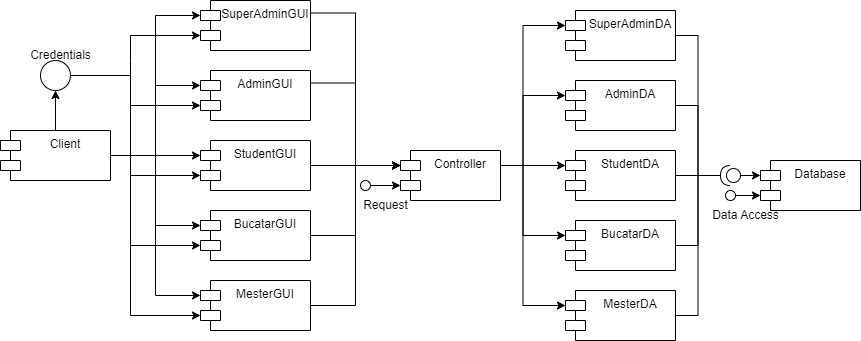 Credentials
Client
SuperAdminGUI
AdminGUI
StudentGUI
BucatarGUI
MesterGUI
Controller
Request
SuperAdminDA
AdminDA
StudentDA
BucatarDA
MesterDA
Database
Data Access